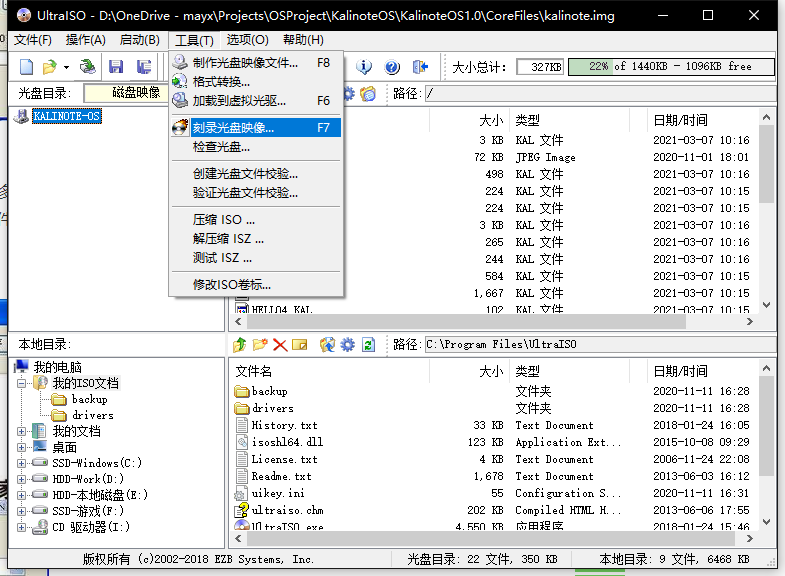 UltraISO - D:\OneDrive - mayx\Projects\OSProject\KalinoteOS\KalinoteOS1.0\CoreFiles\kalinote.img
文件(F) 操作(A) 启动(B) 工具(T) 选项(O) 帮助(H)
大小总计: 327KB 22% of 1440KB - 1096KB free
光盘目录: 磁盘映像 路径: /
KALINOTE-OS
制作光盘映像文件... F8
格式转换...
加载到虚拟光驱... F6
刻录光盘映像... F7
检查光盘...
创建光盘文件校验...
验证光盘文件校验...
压缩 ISO ...
解压缩 ISZ ...
测试 ISZ ...
修改ISO卷标...
大小 类型 日期/时间
3 KB KAL 文件 2021-03-07 10:16
72 KB JPEG Image 2020-11-01 18:01
498 KAL 文件 2021-03-07 10:16
224 KAL 文件 2021-03-07 10:15
224 KAL 文件 2021-03-07 10:15
3 KB KAL 文件 2021-03-07 10:16
265 KAL 文件 2021-03-07 10:16
244 KAL 文件 2021-03-07 10:16
584 KAL 文件 2021-03-07 10:15
1,667 KAL 文件 2021-03-07 10:15
HELLO4.KAL
本地目录: 路径: C:\Program Files\UltraISO
我的电脑
我的ISO文档
backup
drivers
我的文档
桌面
SSD-Windows(C:)
HDD-Work(D:)
HDD-本地磁盘(E:)
SSD-游戏(F:)
CD 驱动器(I:)
文件名 大小 类型 日期/时间
backup 文件夹 2020-11-11 16:28
drivers 文件夹 2020-11-11 16:28
History.txt 33 KB Text Document 2018-01-24 16:05
isoshl64.dll 123 KB Application Ext... 2015-10-08 09:29
License.txt 4 KB Text Document 2006-11-24 22:08
Readme.txt 1,678 Text Document 2013-06-03 16:12
uikey.ini 55 Configuration S... 2020-11-11 16:31
ultraiso.chm 202 KB Compiled HTML H... 2013-06-06 17:55
UltraISO.exe 4,550 KB 应用程序 2018-01-24 15:46
版权所有 (c)2002-2018 EZB Systems, Inc. 光盘目录: 22 文件, 350 KB 本地目录: 9 文件, 6468 KB